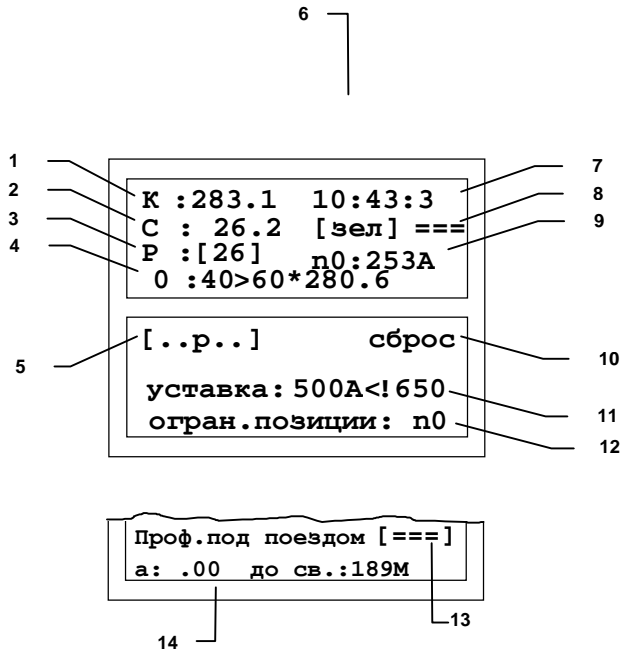 6
1
2
3
4
5
K :283.1 10:43:3
C : 26.2 [зел] ===
P :[26] n0:253A
0 :40>60*280.6
7
8
9
[..р..] сброс
уставка: 500А<!650
огран.позиции: n0
10
11
12
Проф.под поездом [===]
а: .00 до св.:189М
13
14